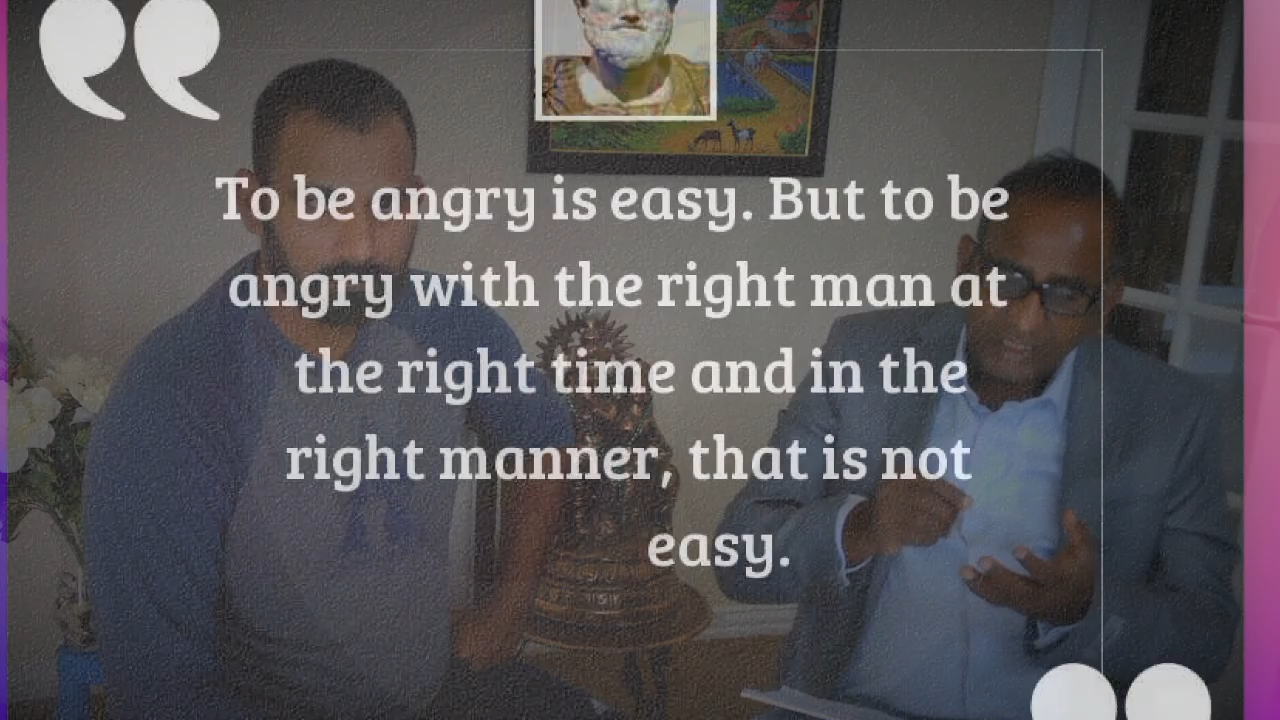 To be angry is easy. But to be
angry with the right man at
the right time and in the
right manner, that is not
easy.